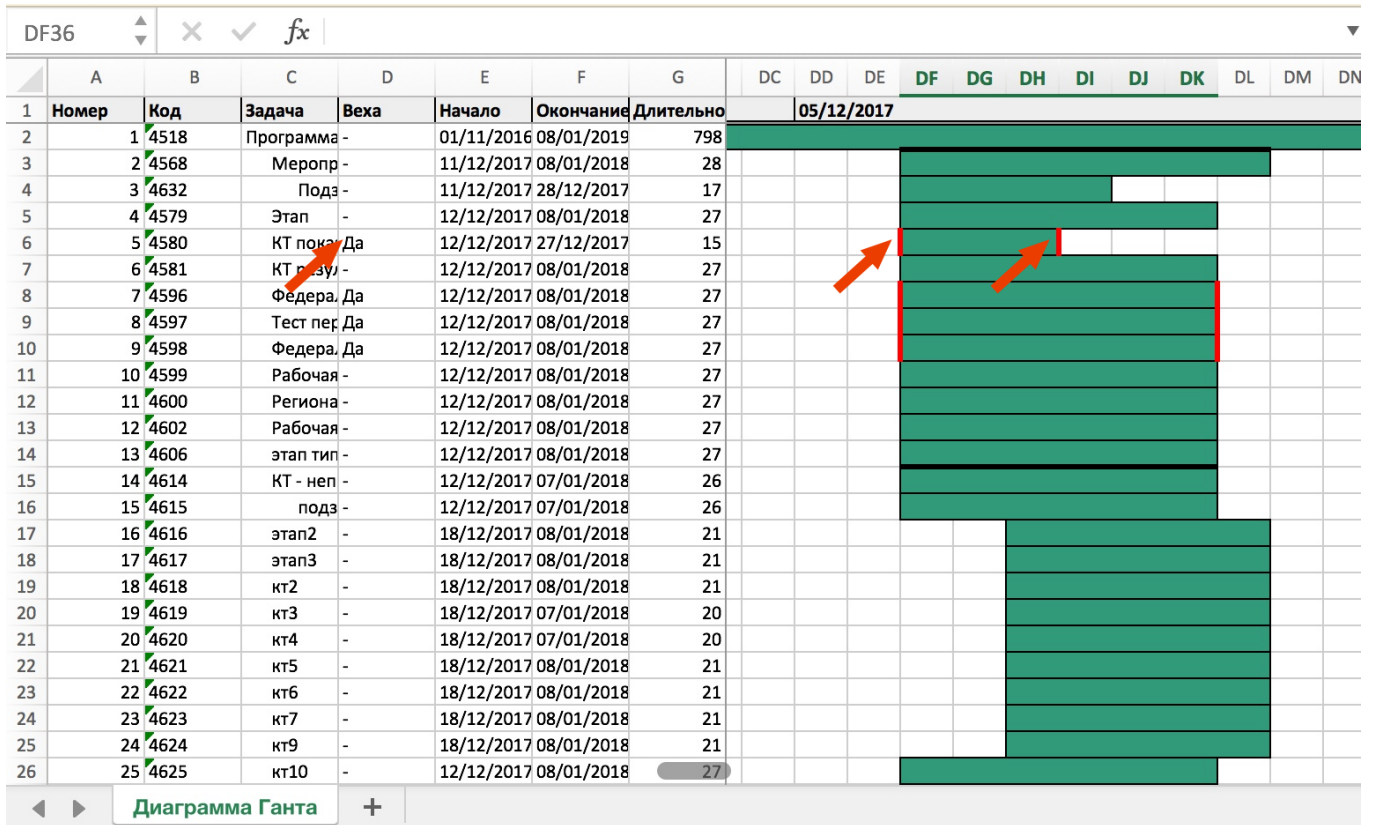 DF36 fx
A B C D E F G DC DD DE DF DG DH DI DJ DK DL DM DN
1 Номер Код Задача Веха Начало Окончание Длительно 05/12/2017
2 1 4518 Программа - 01/11/2016 08/01/2019 798
3 2 4568 Меропр - 11/12/2017 08/01/2018 28
4 3 4632 Подз - 11/12/2017 28/12/2017 17
5 4 4579 Этап - 12/12/2017 08/01/2018 27
6 5 4580 КТ пока Да 12/12/2017 27/12/2017 15
7 6 4581 КТ резул - 12/12/2017 08/01/2018 27
8 7 4596 Федера Да 12/12/2017 08/01/2018 27
9 8 4597 Тест пер Да 12/12/2017 08/01/2018 27
10 9 4598 Федера Да 12/12/2017 08/01/2018 27
11 10 4599 Рабочая - 12/12/2017 08/01/2018 27
12 11 4600 Региона - 12/12/2017 08/01/2018 27
13 12 4602 Рабочая - 12/12/2017 08/01/2018 27
14 13 4606 этап тип - 12/12/2017 08/01/2018 27
15 14 4614 КТ - неп - 12/12/2017 07/01/2018 26
16 15 4615 подз - 12/12/2017 07/01/2018 26
17 16 4616 этап2 - 18/12/2017 08/01/2018 21
18 17 4617 этап3 - 18/12/2017 08/01/2018 21
19 18 4618 кт2 - 18/12/2017 08/01/2018 21
20 19 4619 кт3 - 18/12/2017 07/01/2018 20
21 20 4620 кт4 - 18/12/2017 07/01/2018 20
22 21 4621 кт5 - 18/12/2017 08/01/2018 21
23 22 4622 кт6 - 18/12/2017 08/01/2018 21
24 23 4623 кт7 - 18/12/2017 08/01/2018 21
25 24 4624 кт9 - 18/12/2017 08/01/2018 21
26 25 4625 кт10 - 12/12/2017 08/01/2018 27
Диаграмма Ганта +